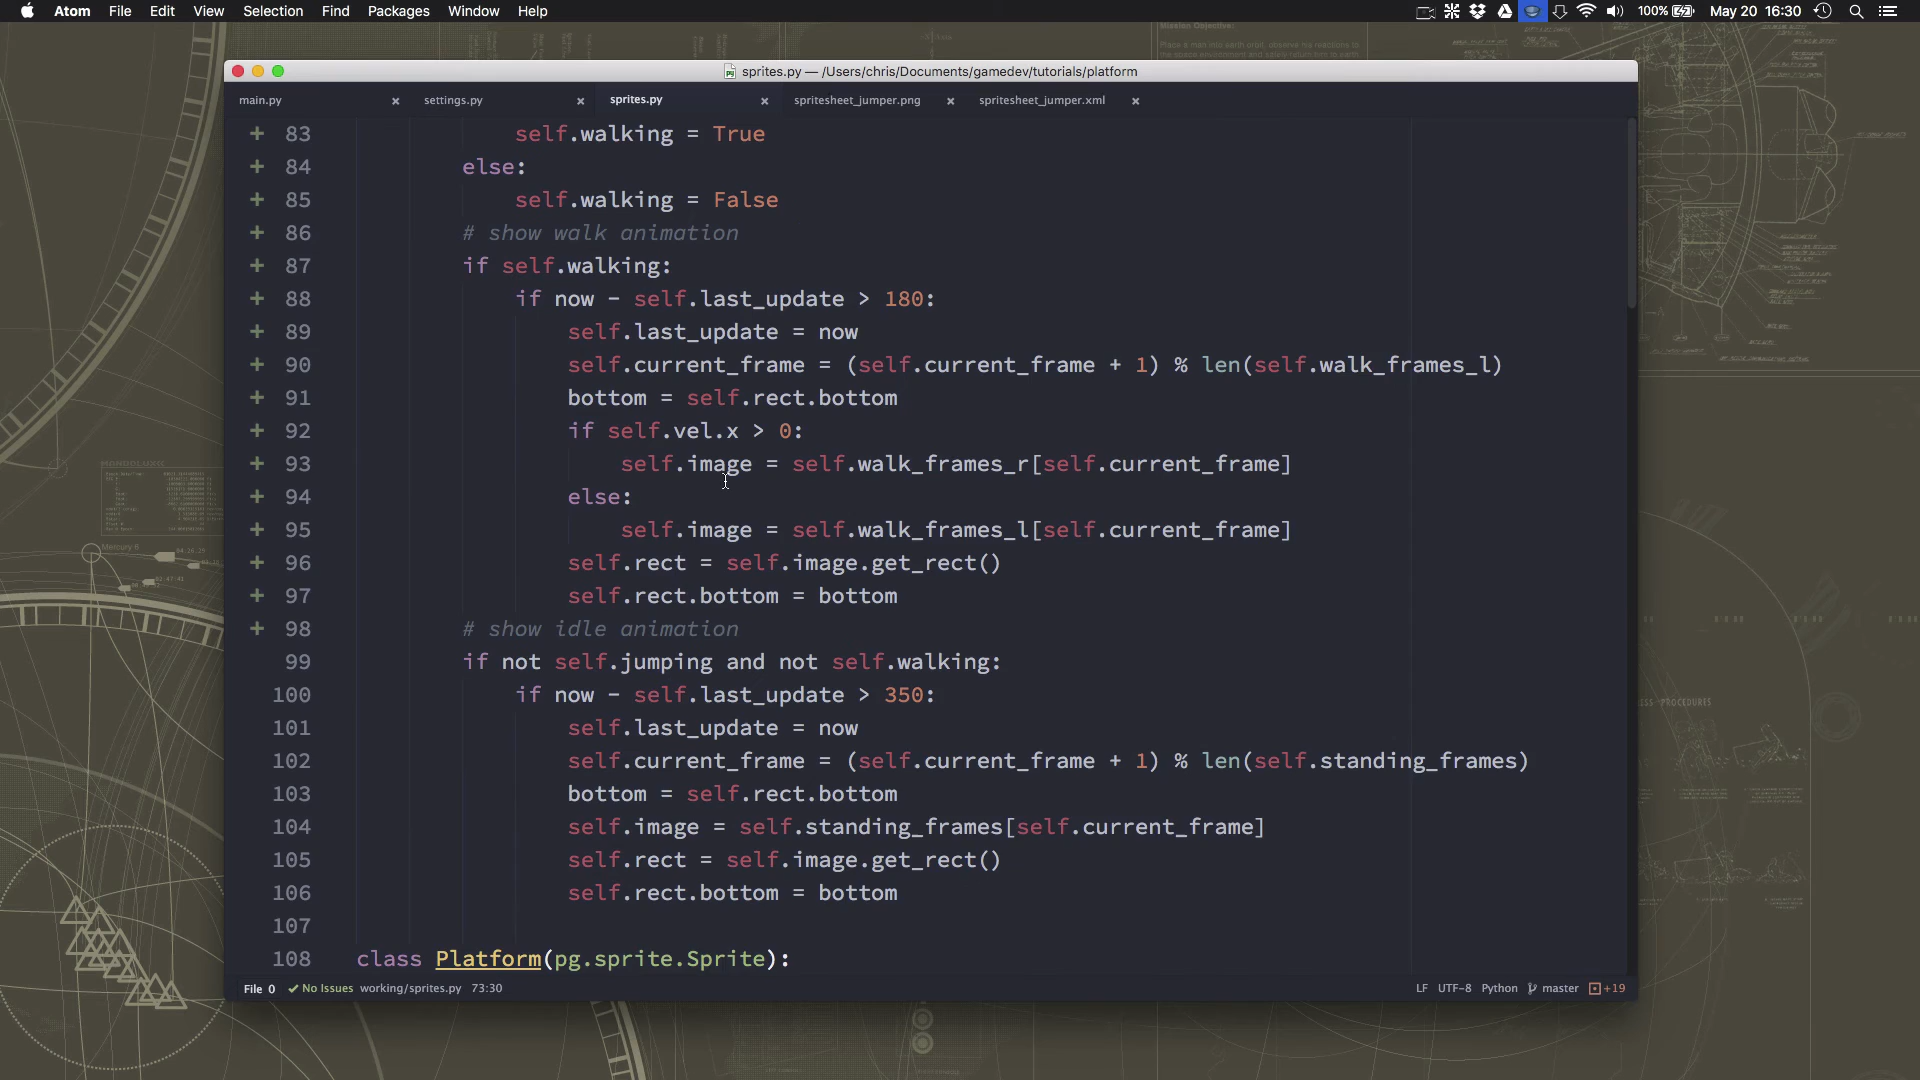 Atom File Edit View Selection Find Packages Window Help 100% May 20 16:30
Mission Objective:
sprites.py — /Users/chris/Documents/gamedev/tutorials/platform
main.py × settings.py × sprites.py × spritesheet_jumper.png × spritesheet_jumper.xml ×
+ 83 self.walking = True
+ 84 else:
+ 85 self.walking = False
+ 86 # show walk animation
+ 87 if self.walking:
+ 88 if now - self.last_update > 180:
+ 89 self.last_update = now
+ 90 self.current_frame = (self.current_frame + 1) % len(self.walk_frames_l)
+ 91 bottom = self.rect.bottom
+ 92 if self.vel.x > 0:
+ 93 self.image = self.walk_frames_r[self.current_frame]
+ 94 else:
+ 95 self.image = self.walk_frames_l[self.current_frame]
+ 96 self.rect = self.image.get_rect()
+ 97 self.rect.bottom = bottom
+ 98 # show idle animation
99 if not self.jumping and not self.walking:
100 if now - self.last_update > 350:
101 self.last_update = now
102 self.current_frame = (self.current_frame + 1) % len(self.standing_frames)
103 bottom = self.rect.bottom
104 self.image = self.standing_frames[self.current_frame]
105 self.rect = self.image.get_rect()
106 self.rect.bottom = bottom
107
108 class Platform(pg.sprite.Sprite):
File 0 No Issues working/sprites.py 73:30 LF UTF-8 Python master +19
Mercury 6